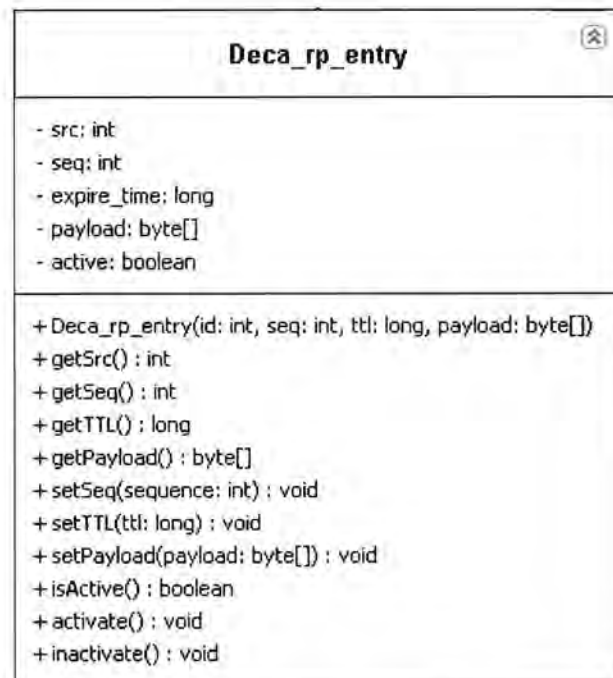 Deca_rp_entry
- src: int
- seq: int
- expire_time: long
- payload: byte[]
- active: boolean
+ Deca_rp_entry(id: int, seq: int, ttl: long, payload: byte[])
+ getSrc() : int
+ getSeq() : int
+ getTTL() : long
+ getPayload() : byte[]
+ setSeq(sequence: int) : void
+ setTTL(ttl: long) : void
+ setPayload(payload: byte[]) : void
+ isActive() : boolean
+ activate() : void
+ inactivate() : void